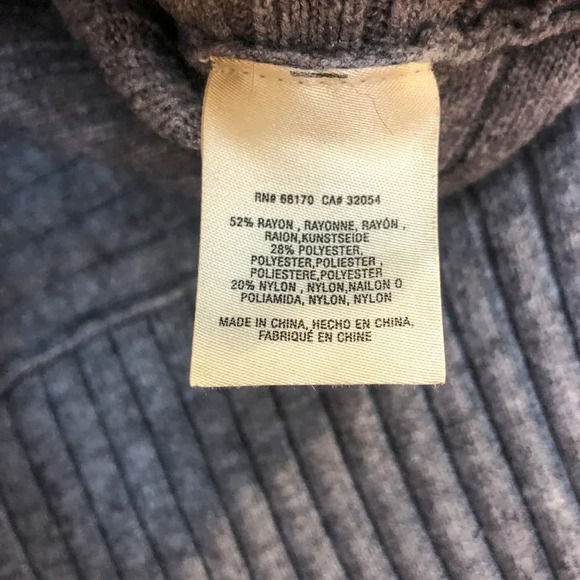 RN# 66170 CA# 32054
52% RAYON , RAYONNE, RAYÓN ,
RAION,KUNSTSEIDE
28% POLYESTER,
POLYESTER,POLIESTER ,
POLIESTERE,POLYESTER
20% NYLON , NYLON,NAILON O
POLIAMIDA, NYLON, NYLON
MADE IN CHINA, HECHO EN CHINA,
FABRIQUÉ EN CHINE